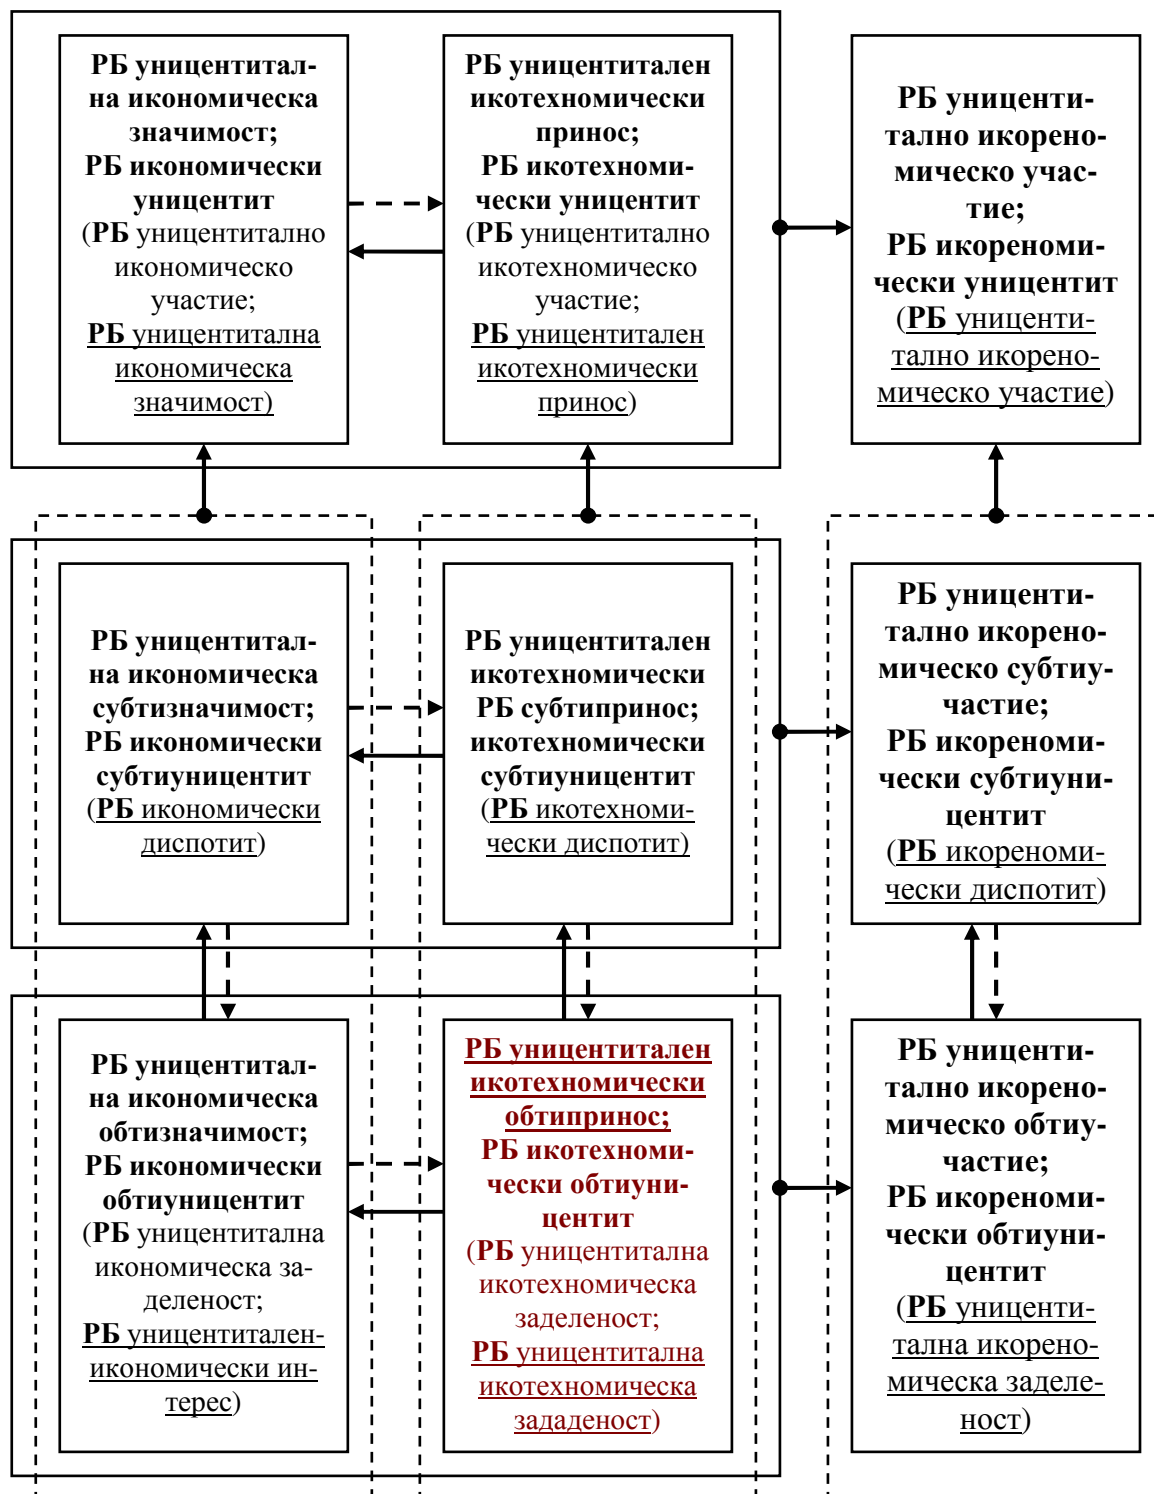 РБ уницентитал-
на икономическа
значимост;
РБ икономически
уницентит
(РБ уницентитално
икономическо
участие;
РБ уницентитална
икономическа
значимост)
РБ уницентитален
икотехномически
принос;
РБ икотехноми-
чески уницентит
(РБ уницентитално
икотехномическо
участие;
РБ уницентитален
икотехномически
принос)
РБ униценти-
тално икорено-
мическо учас-
тие;
РБ икореноми-
чески уницентит
(РБ униценти-
тално икорено-
мическо участие)
РБ уницентитал-
на икономическа
субтизначимост;
РБ икономически
субтиуницентит
(РБ икономически
диспотит)
РБ уницентитален
икотехномически
РБ субтипринос;
икотехномически
субтиуницентит
(РБ икотехноми-
чески диспотит)
РБ униценти-
тално икорено-
мическо субтиу-
частие;
РБ икореноми-
чески субтиуни-
центит
(РБ икореноми-
чески диспотит)
РБ уницентитал-
на икономическа
обтизначимост;
РБ икономически
обтиуницентит
(РБ уницентитална
икономическа за-
деленост;
РБ уницентитален-
икономически ин-
терес)
РБ уницентитален
икотехномически
обтипринос;
РБ икотехноми-
чески обтиуни-
центит
(РБ уницентитална
икотехномическа
заделеност;
РБ уницентитална
икотехномическа
зададеност)
РБ униценти-
тално икорено-
мическо обтиу-
частие;
РБ икореноми-
чески обтиуни-
центит
(РБ униценти-
тална икорено-
мическа заделе-
ност)